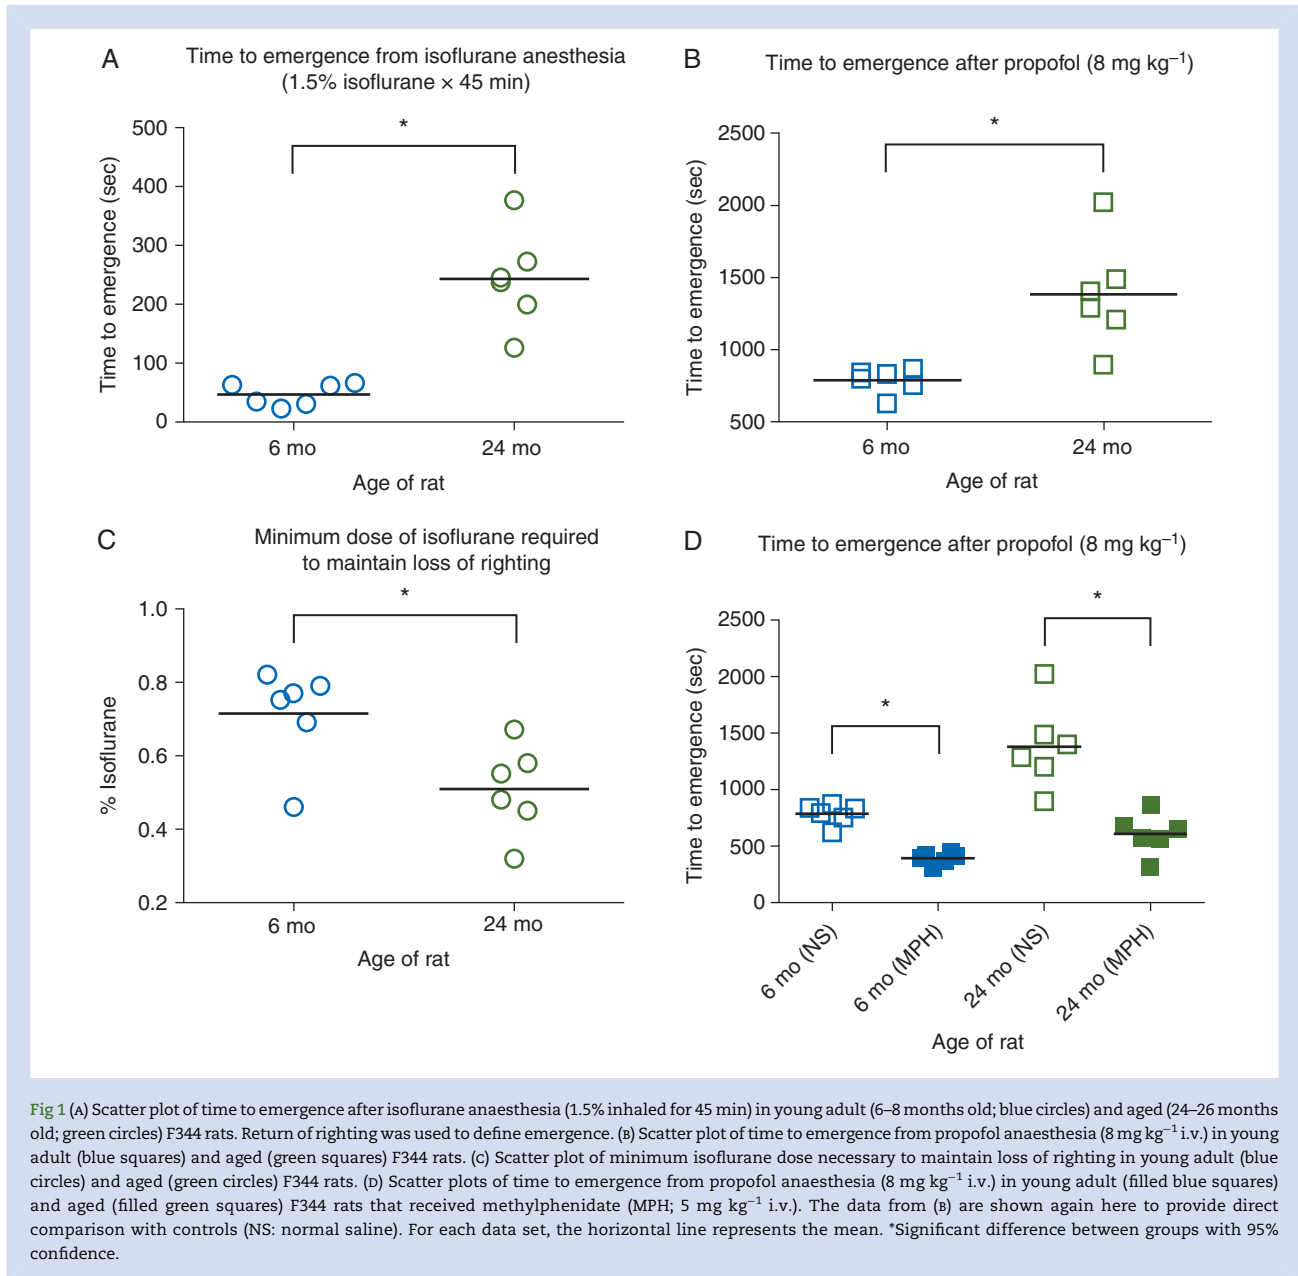 A
Time to emergence from isoflurane anesthesia
(1.5% isoflurane × 45 min)
*
500
400
300
200
100
0
Time to emergence (sec)
6 mo
24 mo
Age of rat
B
Time to emergence after propofol (8 mg kg–1)
*
2500
2000
1500
1000
500
Time to emergence (sec)
6 mo
24 mo
Age of rat
C
Minimum dose of isoflurane required
to maintain loss of righting
*
1.0
0.8
0.6
0.4
0.2
% Isoflurane
6 mo
24 mo
Age of rat
D
Time to emergence after propofol (8 mg kg–1)
*
*
2500
2000
1500
1000
500
0
Time to emergence (sec)
6 mo (NS)
6 mo (MPH)
24 mo (NS)
24 mo (MPH)
Age of rat
Fig 1 (A) Scatter plot of time to emergence after isoflurane anaesthesia (1.5% inhaled for 45 min) in young adult (6–8 months old; blue circles) and aged (24–26 months
old; green circles) F344 rats. Return of righting was used to define emergence. (B) Scatter plot of time to emergence from propofol anaesthesia (8 mg kg−1 i.v.) in young
adult (blue squares) and aged (green squares) F344 rats. (C) Scatter plot of minimum isoflurane dose necessary to maintain loss of righting in young adult (blue
circles) and aged (green circles) F344 rats. (D) Scatter plots of time to emergence from propofol anaesthesia (8 mg kg−1 i.v.) in young adult (filled blue squares)
and aged (filled green squares) F344 rats that received methylphenidate (MPH; 5 mg kg−1 i.v.). The data from (B) are shown again here to provide direct
comparison with controls (NS: normal saline). For each data set, the horizontal line represents the mean. *Significant difference between groups with 95%
confidence.